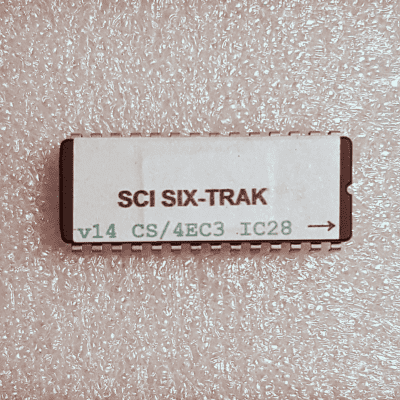 SCI SIX-TRAK
v14 CS/4EC3 IC28 →